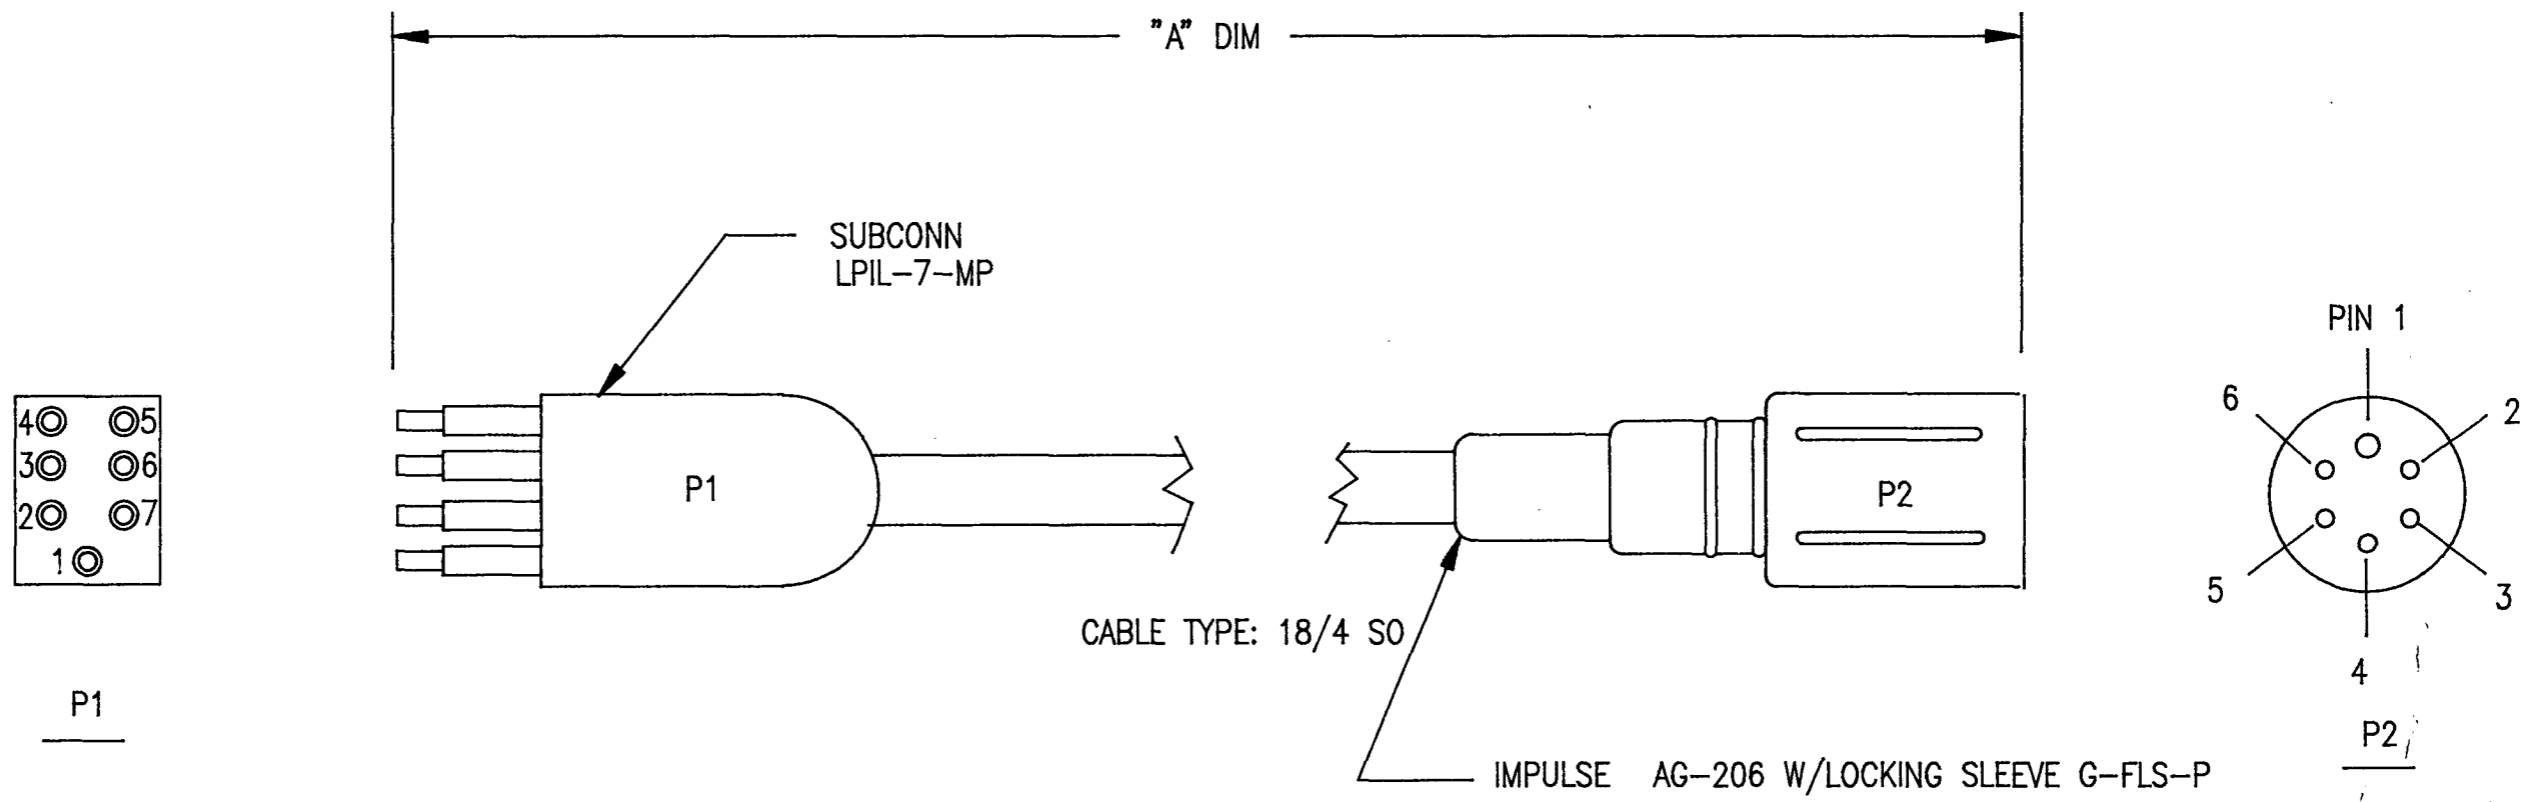 "A" DIM
SUBCONN
LPIL-7-MP
PIN 1
6
2
4 5
3 6
2 7
1
P1
P2
5
3
4
CABLE TYPE: 18/4 SO
P1
P2
IMPULSE AG-206 W/LOCKING SLEEVE G-FLS-P